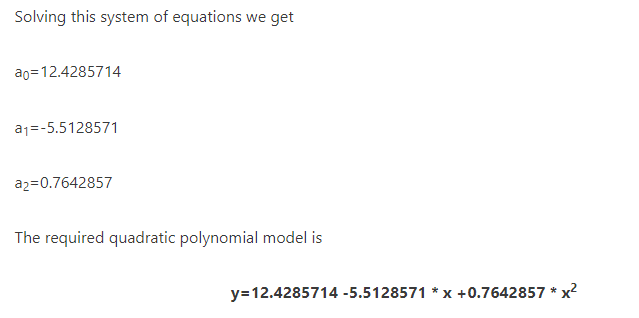 Solving this system of equations we get
a₀=12.4285714
a₁=-5.5128571
a₂=0.7642857
The required quadratic polynomial model is
y=12.4285714 -5.5128571 * x +0.7642857 * x²